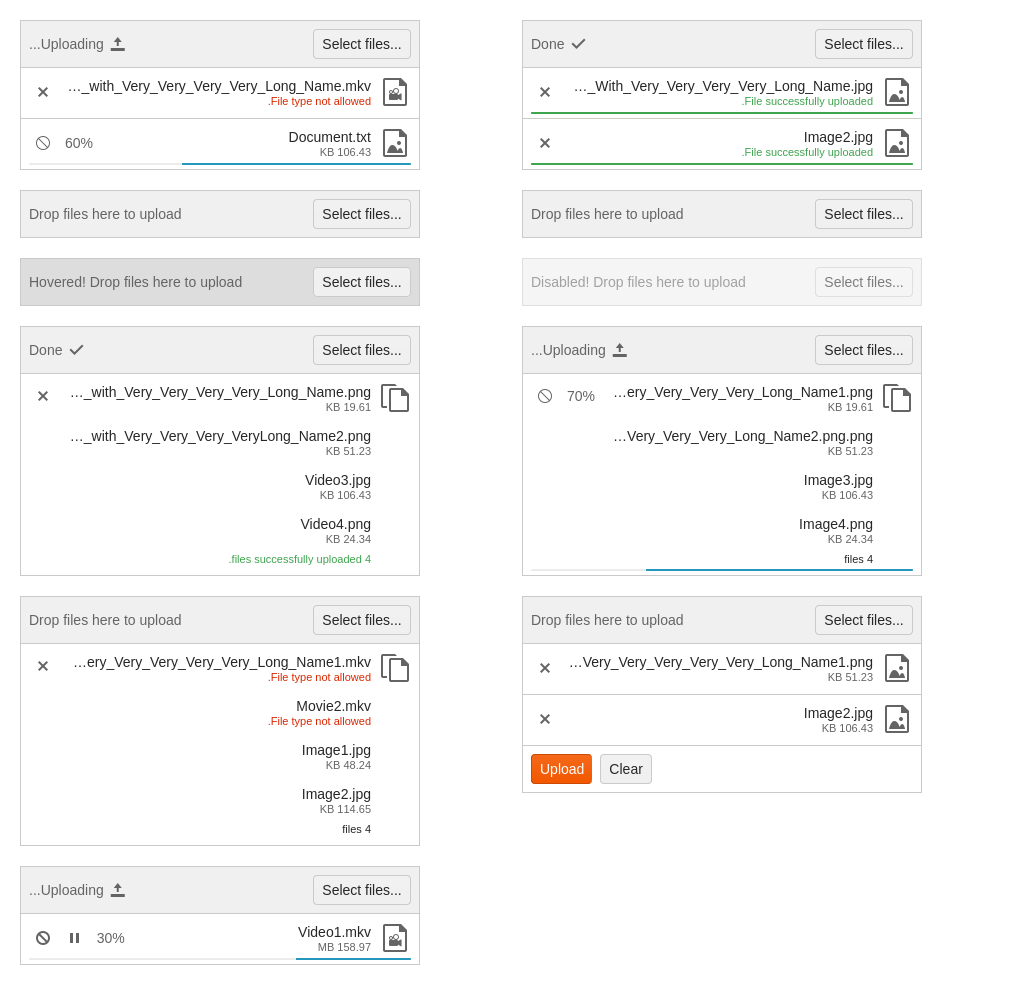 ...Uploading
Select files...
..._with_Very_Very_Very_Very_Long_Name.mkv
.File type not allowed
60%
Document.txt
KB 106.43
Drop files here to upload
Select files...
Hovered! Drop files here to upload
Select files...
Done
Select files...
..._with_Very_Very_Very_Very_Long_Name.png
KB 19.61
..._with_Very_Very_Very_VeryLong_Name2.png
KB 51.23
Video3.jpg
KB 106.43
Video4.png
KB 24.34
.files successfully uploaded 4
Drop files here to upload
Select files...
...ery_Very_Very_Very_Very_Long_Name1.mkv
.File type not allowed
Movie2.mkv
.File type not allowed
Image1.jpg
KB 48.24
Image2.jpg
KB 114.65
files 4
...Uploading
Select files...
30%
Video1.mkv
MB 158.97
Done
Select files...
..._With_Very_Very_Very_Very_Long_Name.jpg
.File successfully uploaded
Image2.jpg
.File successfully uploaded
Drop files here to upload
Select files...
Disabled! Drop files here to upload
Select files...
...Uploading
Select files...
70%
...ery_Very_Very_Very_Long_Name1.png
KB 19.61
...Very_Very_Very_Long_Name2.png.png
KB 51.23
Image3.jpg
KB 106.43
Image4.png
KB 24.34
files 4
Drop files here to upload
Select files...
...Very_Very_Very_Very_Very_Long_Name1.png
KB 51.23
Image2.jpg
KB 106.43
Upload
Clear